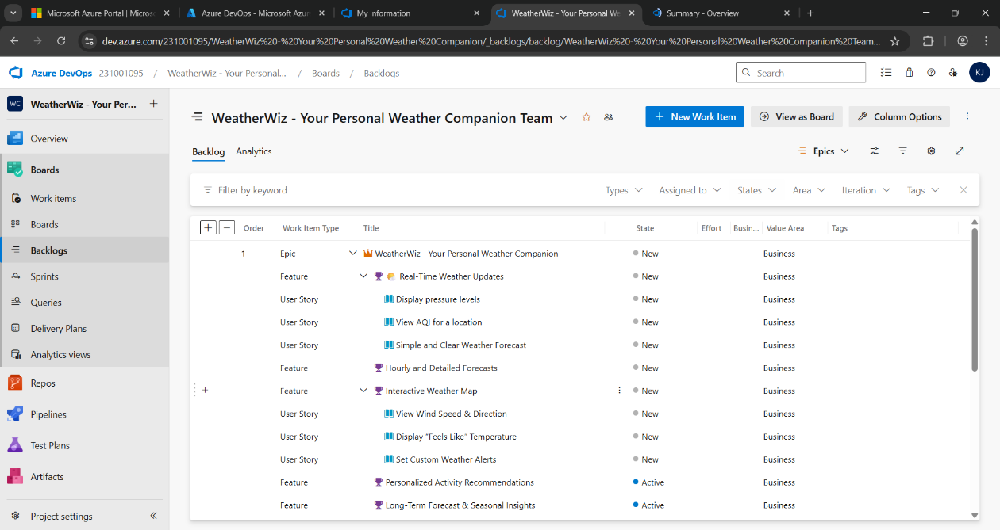 Microsoft Azure Portal | Micros
Azure DevOps - Microsoft Azur
My Information
WeatherWiz - Your Personal We
Summary - Overview
dev.azure.com/231001095/WeatherWiz%20-%20Your%20Personal%20Weather%20Companion/_backlogs/backlog/WeatherWiz%20-%20Your%20Personal%20Weather%20Companion%20Team...
Azure DevOps 231001095 / WeatherWiz - Your Personal... / Boards / Backlogs
Search
KJ
WC WeatherWiz - Your Per... +
Overview
Boards
Work items
Boards
Backlogs
Sprints
Queries
Delivery Plans
Analytics views
Repos
Pipelines
Test Plans
Artifacts
Project settings
WeatherWiz - Your Personal Weather Companion Team
+ New Work Item
View as Board
Column Options
Backlog Analytics
Epics
Filter by keyword
Types Assigned to States Area Iteration Tags
Order Work Item Type Title State Effort Busin... Value Area Tags
1 Epic WeatherWiz - Your Personal Weather Companion New Business
Feature Real-Time Weather Updates New Business
User Story Display pressure levels New Business
User Story View AQI for a location New Business
User Story Simple and Clear Weather Forecast New Business
Feature Hourly and Detailed Forecasts New Business
Feature Interactive Weather Map New Business
User Story View Wind Speed & Direction New Business
User Story Display "Feels Like" Temperature New Business
User Story Set Custom Weather Alerts New Business
Feature Personalized Activity Recommendations Active Business
Feature Long-Term Forecast & Seasonal Insights Active Business